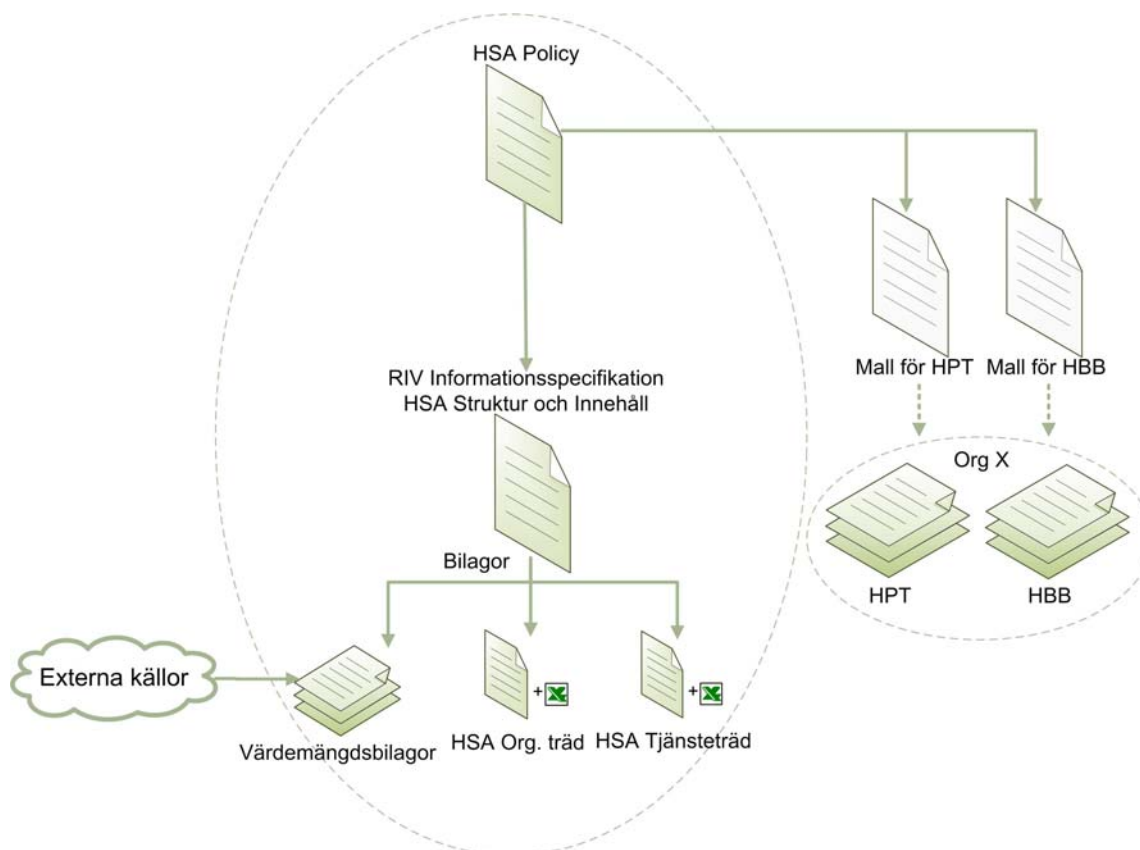 HSA Policy
RIV Informationsspecifikation
HSA Struktur och Innehåll
Mall för HPT
Mall för HBB
Org X
HPT
HBB
Bilagor
Externa källor
+
+
Värdemängdsbilagor
HSA Org. träd
HSA Tjänsteträd